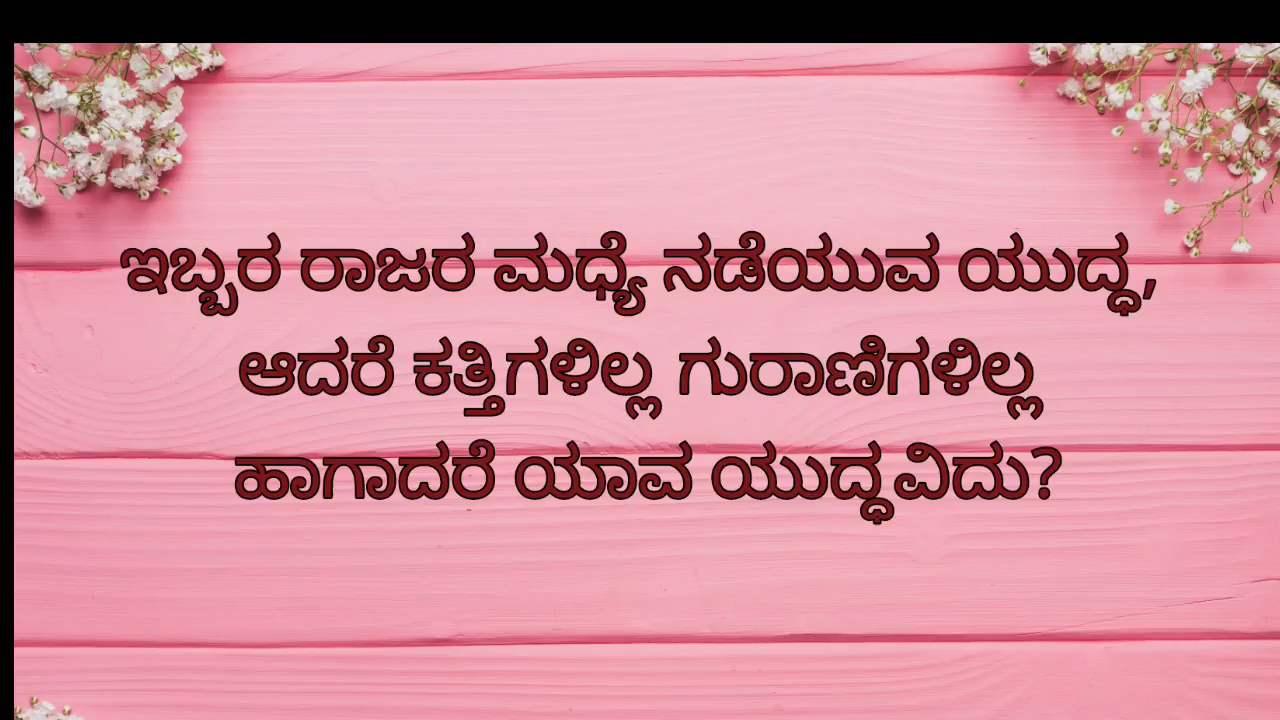 ಇಬ್ಬರ ರಾಜರ ಮಧ್ಯೆ ನಡೆಯುವ ಯುದ್ಧ,
ಆದರೆ ಕತ್ತಿಗಳಿಲ್ಲ ಗುರಾಣಿಗಳಿಲ್ಲ
ಹಾಗಾದರೆ ಯಾವ ಯುದ್ಧವಿದು?